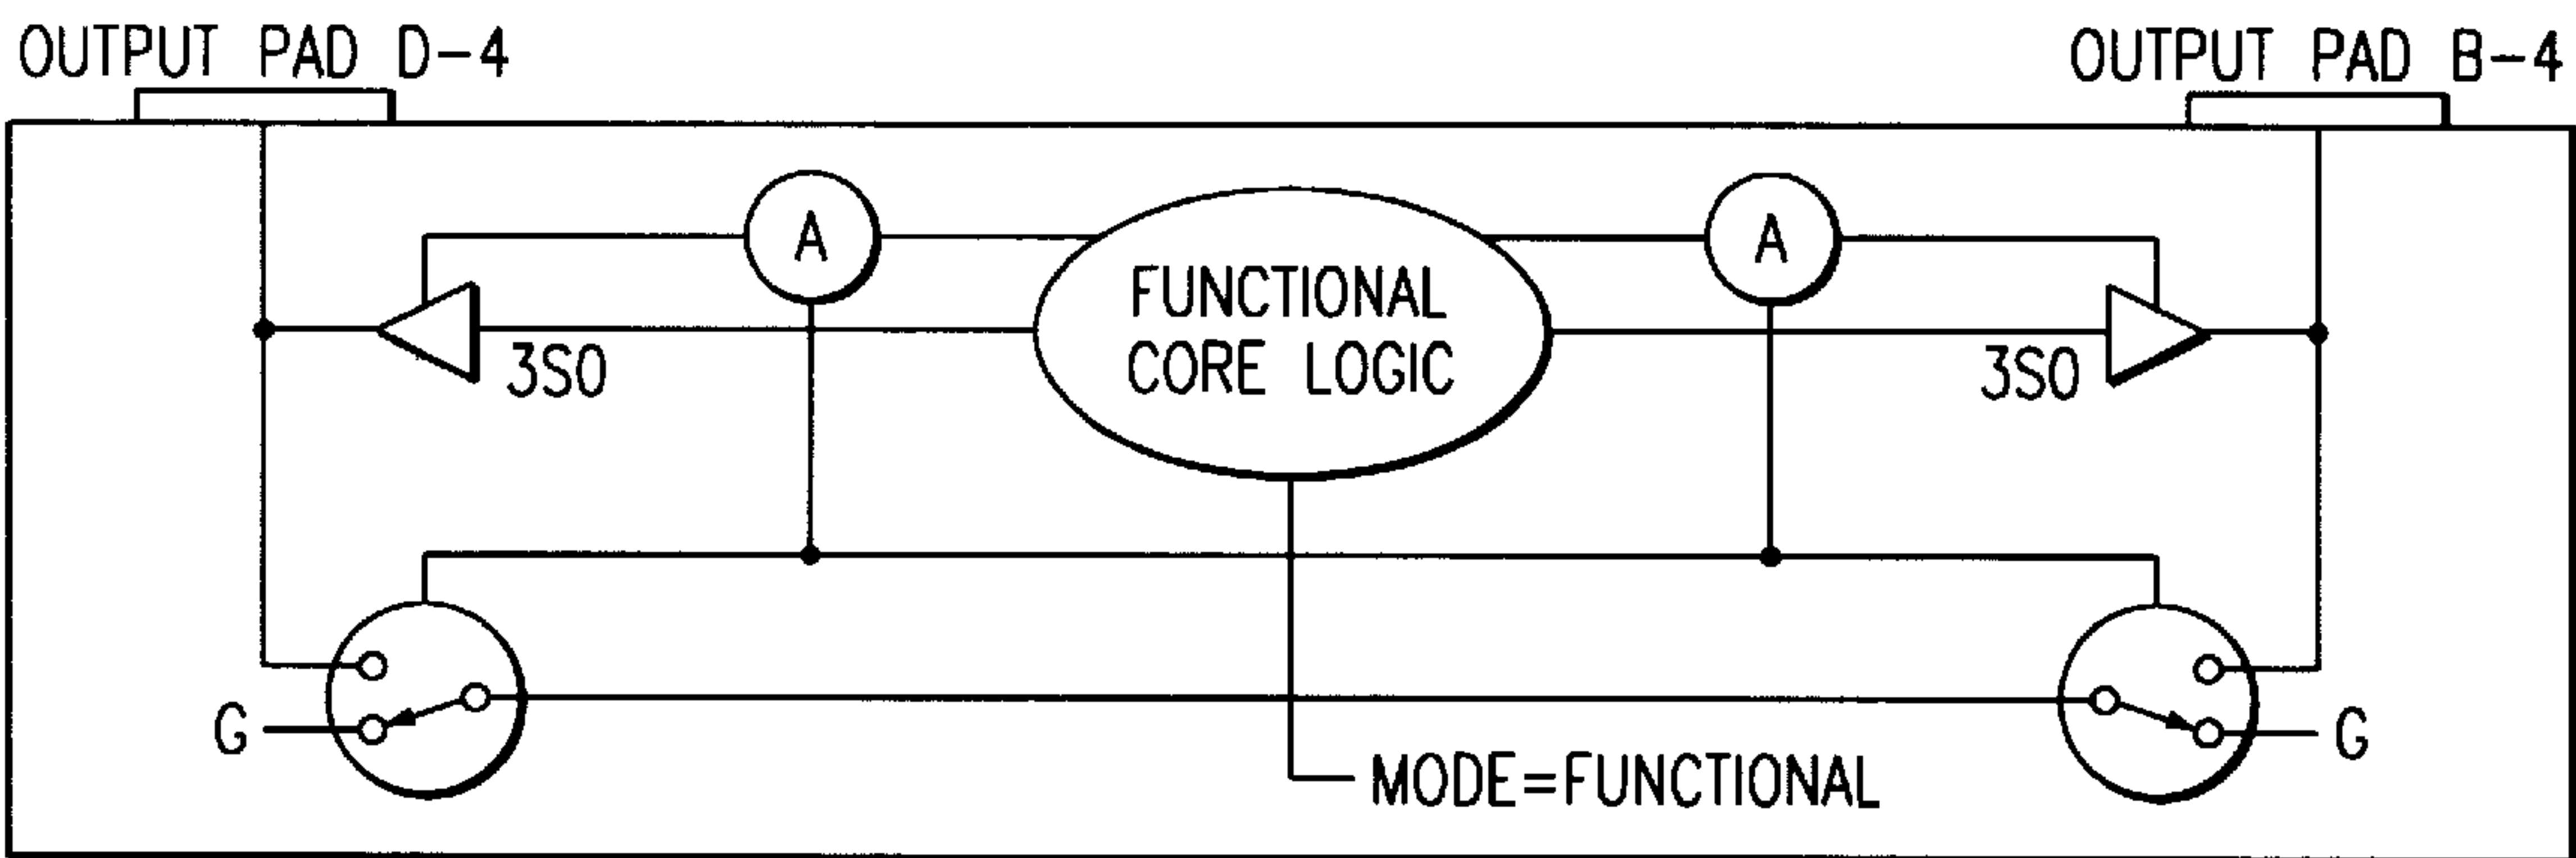 OUTPUT PAD D-4
OUTPUT PAD B-4
A
A
FUNCTIONAL
CORE LOGIC
3SO
3SO
G
G
MODE=FUNCTIONAL